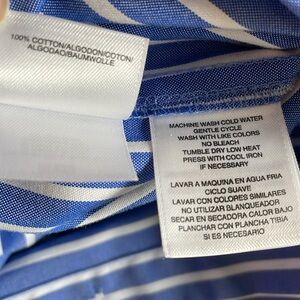 100% COTTON/ALGODON/COTON/
ALGODAO/BAUMWOLLE
MACHINE WASH COLD WATER
GENTLE CYCLE
WASH WITH LIKE COLORS
NO BLEACH
TUMBLE DRY LOW HEAT
PRESS WITH COOL IRON
IF NECESSARY
LAVAR A MAQUINA EN AGUA FRIA
CICLO SUAVE
LAVAR CON COLORES SIMILARES
NO UTILIZAR BLANQUEADOR
SECAR EN SECADORA CALOR BAJO
PLANCHAR CON PLANCHA TIBIA
SI ES NECESARIO